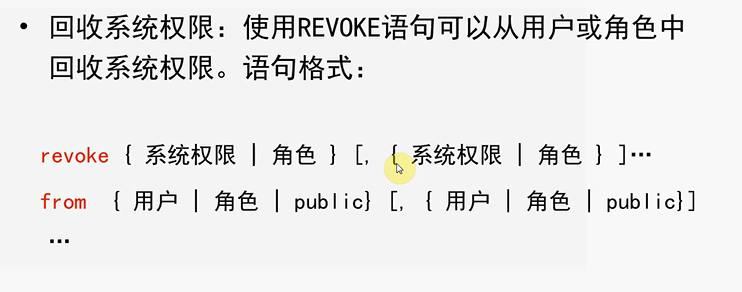 • 回收系统权限：使用REVOKE语句可以从用户或角色中
回收系统权限。语句格式：
revoke { 系统权限 | 角色 } [, { 系统权限 | 角色 } ]…
from { 用户 | 角色 | public} [, { 用户 | 角色 | public}]
…